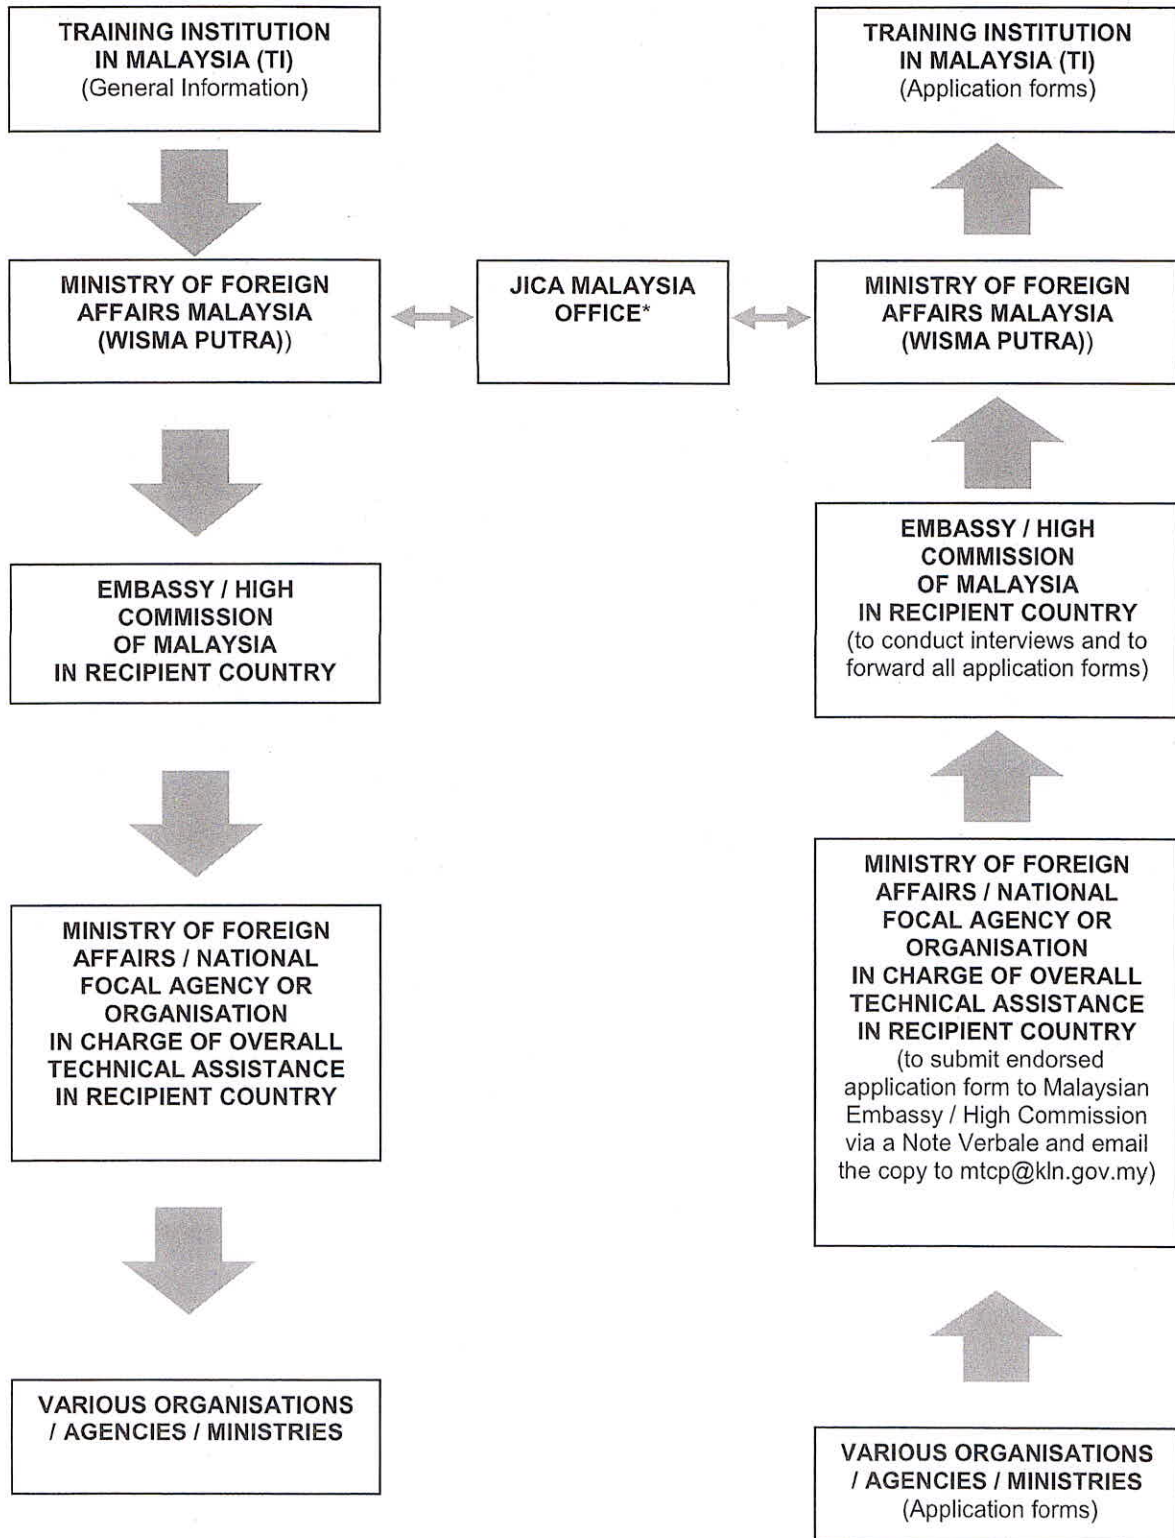 TRAINING INSTITUTION
IN MALAYSIA (TI)
(General Information)
MINISTRY OF FOREIGN
AFFAIRS MALAYSIA
(WISMA PUTRA))
EMBASSY / HIGH
COMMISSION
OF MALAYSIA
IN RECIPIENT COUNTRY
MINISTRY OF FOREIGN
AFFAIRS / NATIONAL
FOCAL AGENCY OR
ORGANISATION
IN CHARGE OF OVERALL
TECHNICAL ASSISTANCE
IN RECIPIENT COUNTRY
VARIOUS ORGANISATIONS
/ AGENCIES / MINISTRIES
JICA MALAYSIA
OFFICE*
TRAINING INSTITUTION
IN MALAYSIA (TI)
(Application forms)
MINISTRY OF FOREIGN
AFFAIRS MALAYSIA
(WISMA PUTRA))
EMBASSY / HIGH
COMMISSION
OF MALAYSIA
IN RECIPIENT COUNTRY
(to conduct interviews and to
forward all application forms)
MINISTRY OF FOREIGN
AFFAIRS / NATIONAL
FOCAL AGENCY OR
ORGANISATION
IN CHARGE OF OVERALL
TECHNICAL ASSISTANCE
IN RECIPIENT COUNTRY
(to submit endorsed
application form to Malaysian
Embassy / High Commission
via a Note Verbale and email
the copy to mtcp@kln.gov.my)
VARIOUS ORGANISATIONS
/ AGENCIES / MINISTRIES
(Application forms)